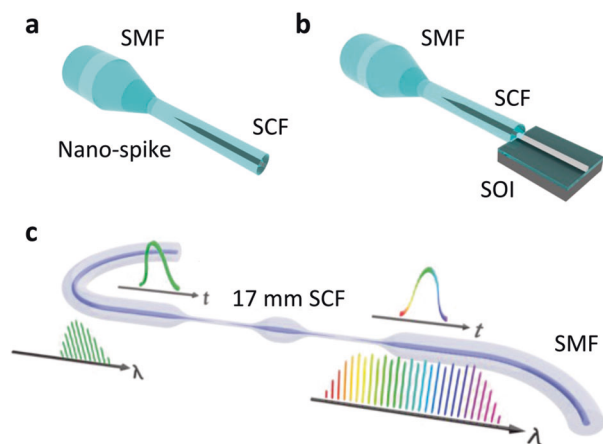 a
SMF
SCF
Nano-spike
b
SMF
SCF
SOI
c
t
17 mm SCF
t
SMF
λ
λ